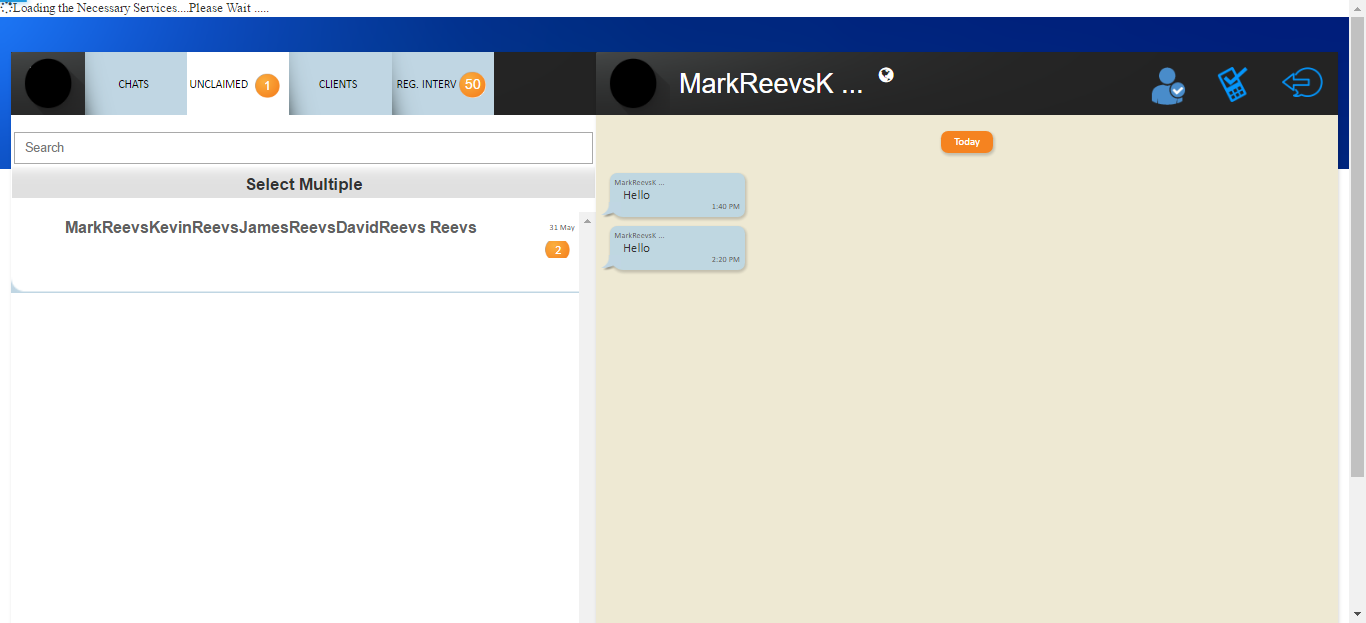 Loading the Necessary Services....Please Wait .....
CHATS
UNCLAIMED 1
CLIENTS
REG. INTERV 50
MarkReevsK ...
Search
Select Multiple
MarkReevsKevinReevsJamesReevsDavidReevs Reevs
31 May
2
Today
MarkReevsK ...
Hello
1:40 PM
MarkReevsK ...
Hello
2:20 PM